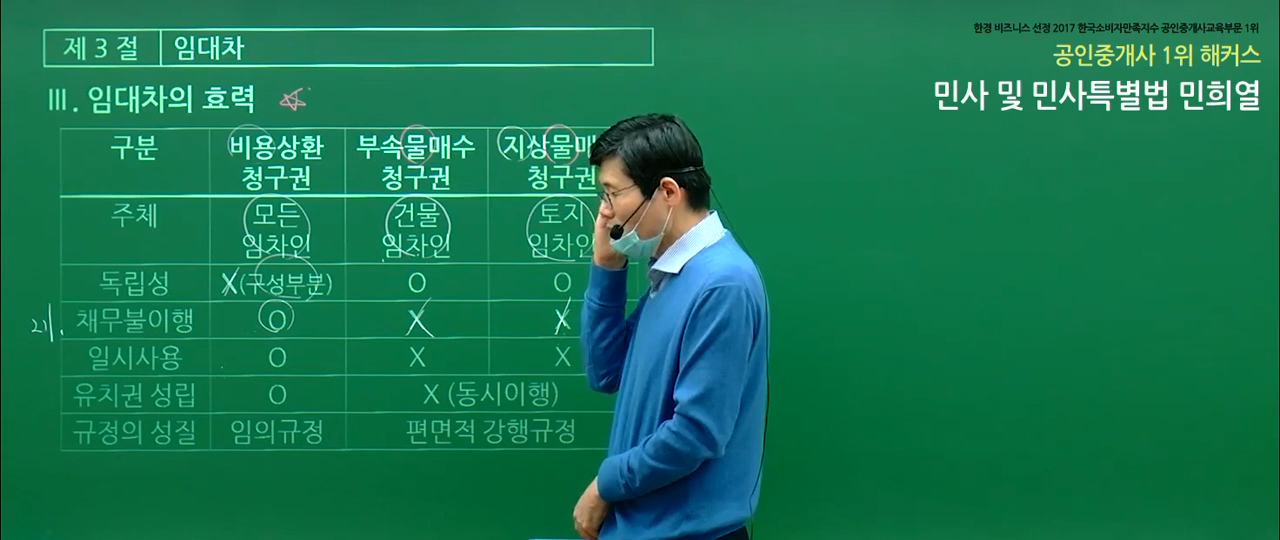 한경 비즈니스 선정 2017 한국소비자만족지수 공인중개사교육부문 1위
공인중개사 1위 해커스
민사 및 민사특별법 민희열
제 3 절 임대차
Ⅲ. 임대차의 효력
구분 비용상환 청구권 부속물매수 청구권 지상물매 청구권
주체 모든 임차인 건물 임차인 토지 임차인
독립성 X(구성부분) O O
채무불이행 O X X
일시사용 O X X
유치권 성립 O X (동시이행)
규정의 성질 임의규정 편면적 강행규정